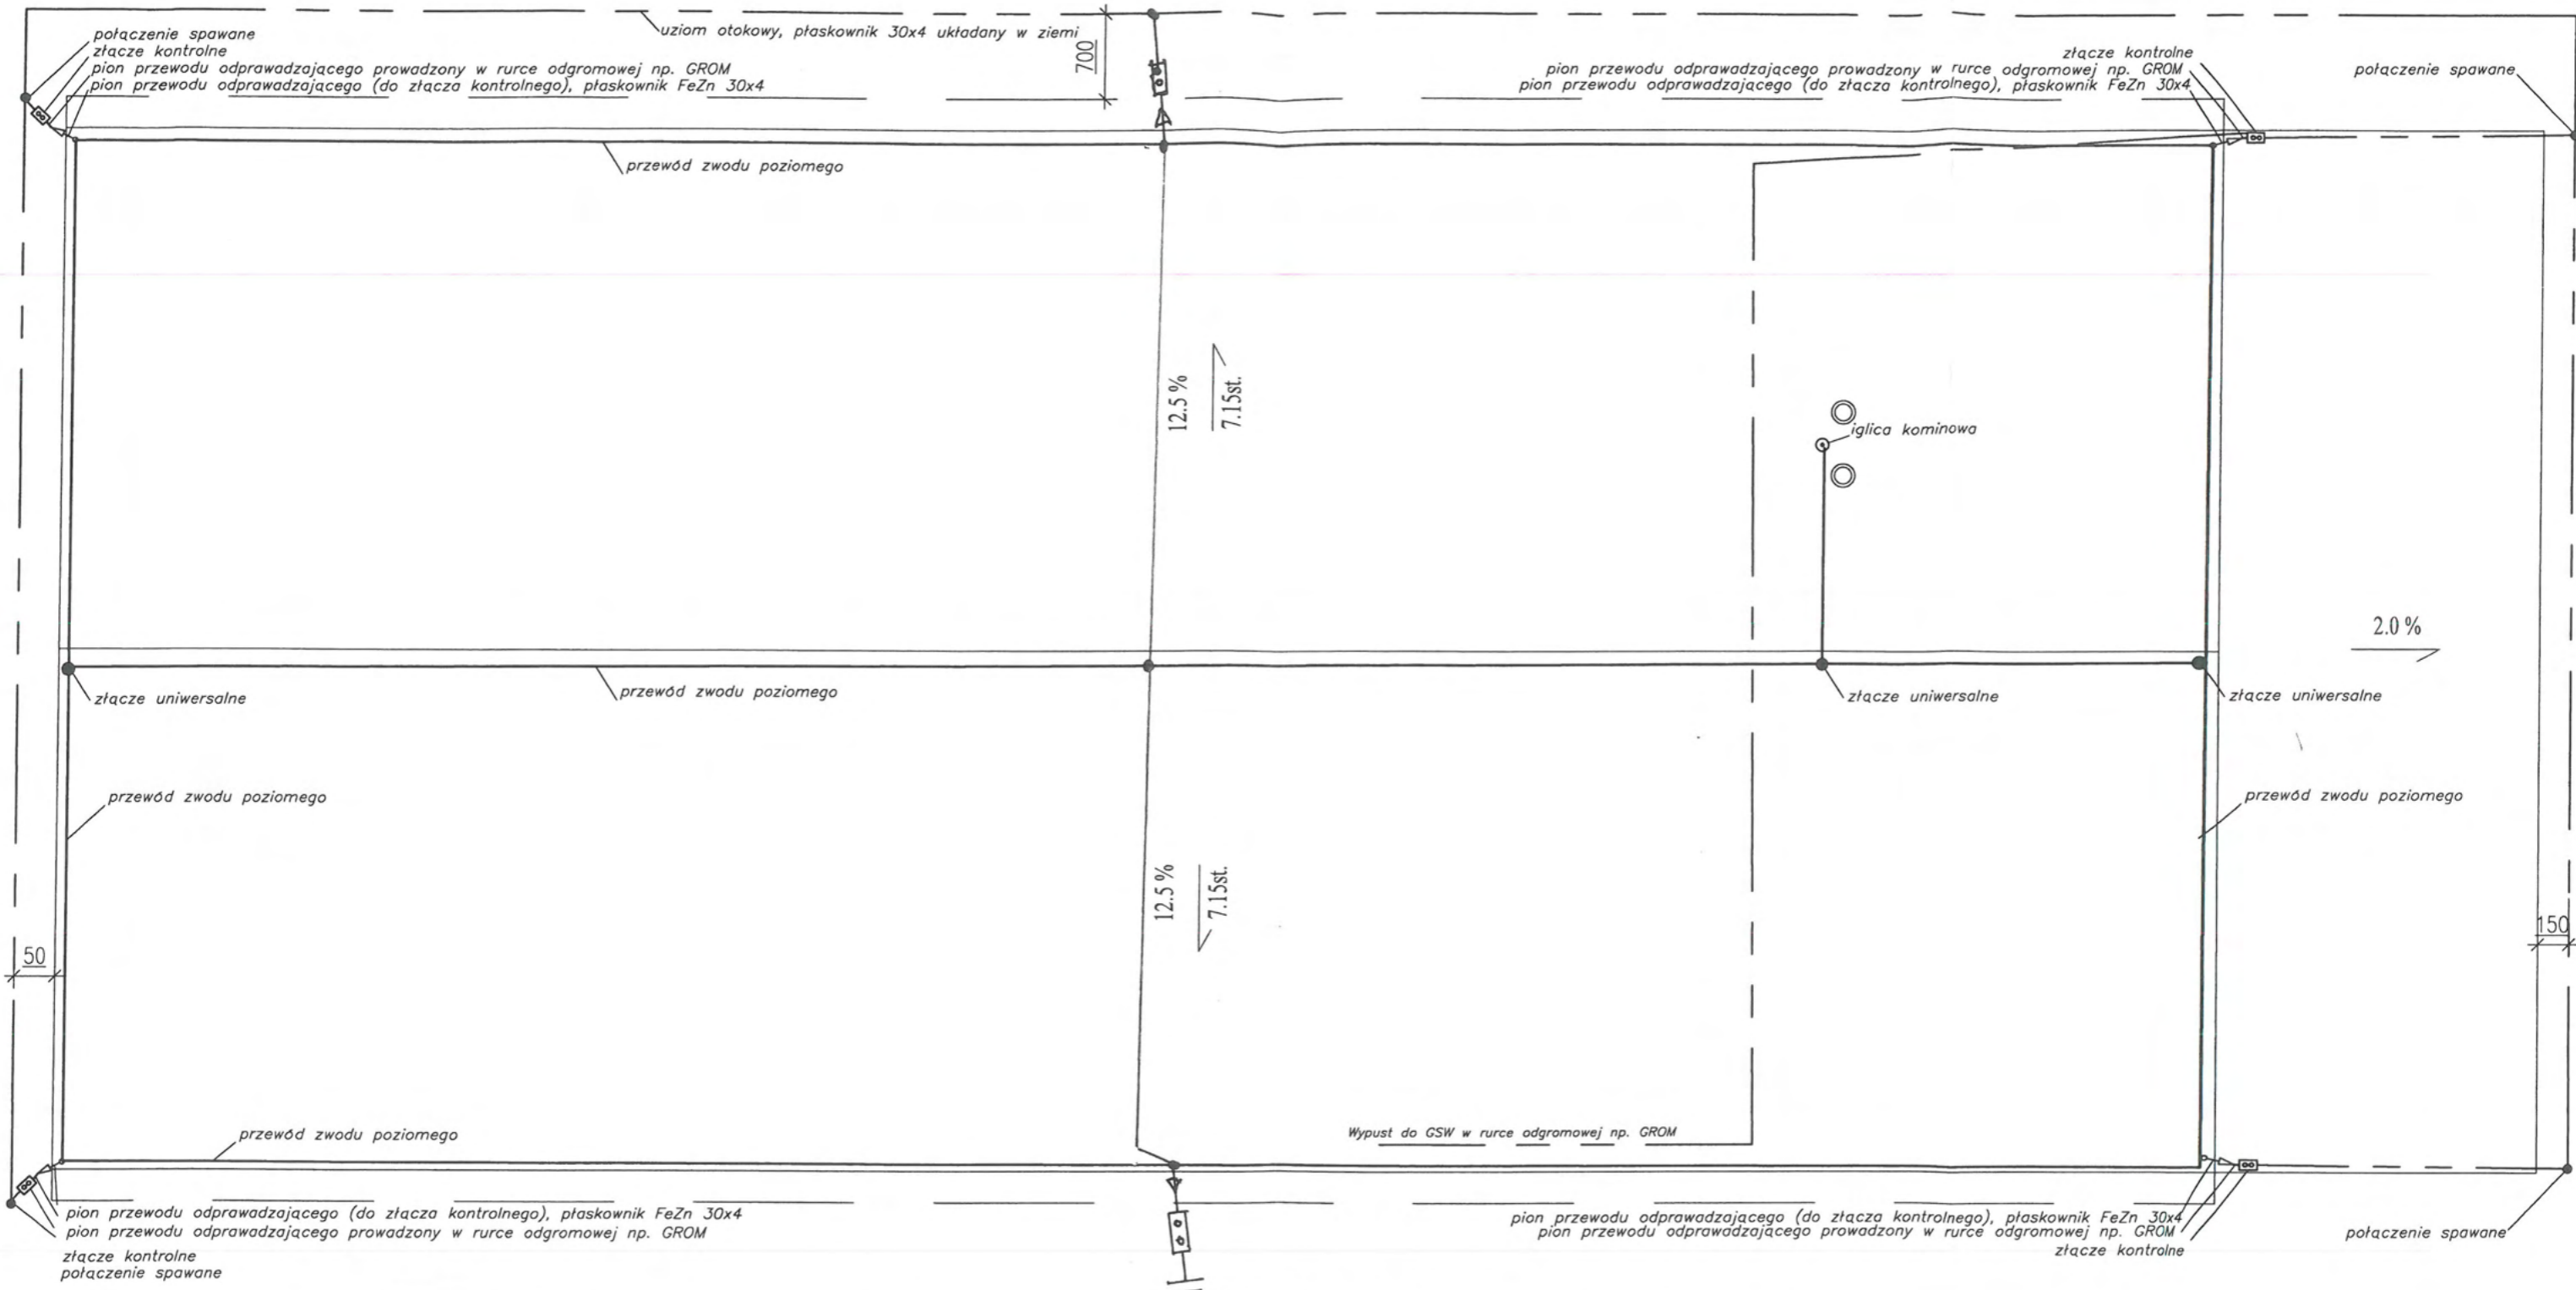 uziom otokowy, płaskownik 30x4 układany w ziemi
700
połączenie spawane
złącze kontrolne
pion przewodu odprawadzającego prowadzony w rurce odgromowej np. GROM
pion przewodu odprawadzającego (do złącza kontrolnego), płaskownik FeZn 30x4
złącze kontrolne
pion przewodu odprawadzającego prowadzony w rurce odgromowej np. GROM
pion przewodu odprawadzającego (do złącza kontrolnego), płaskownik FeZn 30x4
połączenie spawane
przewód zwodu poziomego
12.5 %
7.15st.
iglica kominowa
2.0 %
złącze uniwersalne
przewód zwodu poziomego
złącze uniwersalne
złącze uniwersalne
przewód zwodu poziomego
przewód zwodu poziomego
12.5 %
7.15st.
50
150
przewód zwodu poziomego
Wypust do GSW w rurce odgromowej np. GROM
pion przewodu odprawadzającego (do złącza kontrolnego), płaskownik FeZn 30x4
pion przewodu odprawadzającego prowadzony w rurce odgromowej np. GROM
złącze kontrolne
połączenie spawane
pion przewodu odprawadzającego (do złącza kontrolnego), płaskownik FeZn 30x4
pion przewodu odprawadzającego prowadzony w rurce odgromowej np. GROM
złącze kontrolne
połączenie spawane